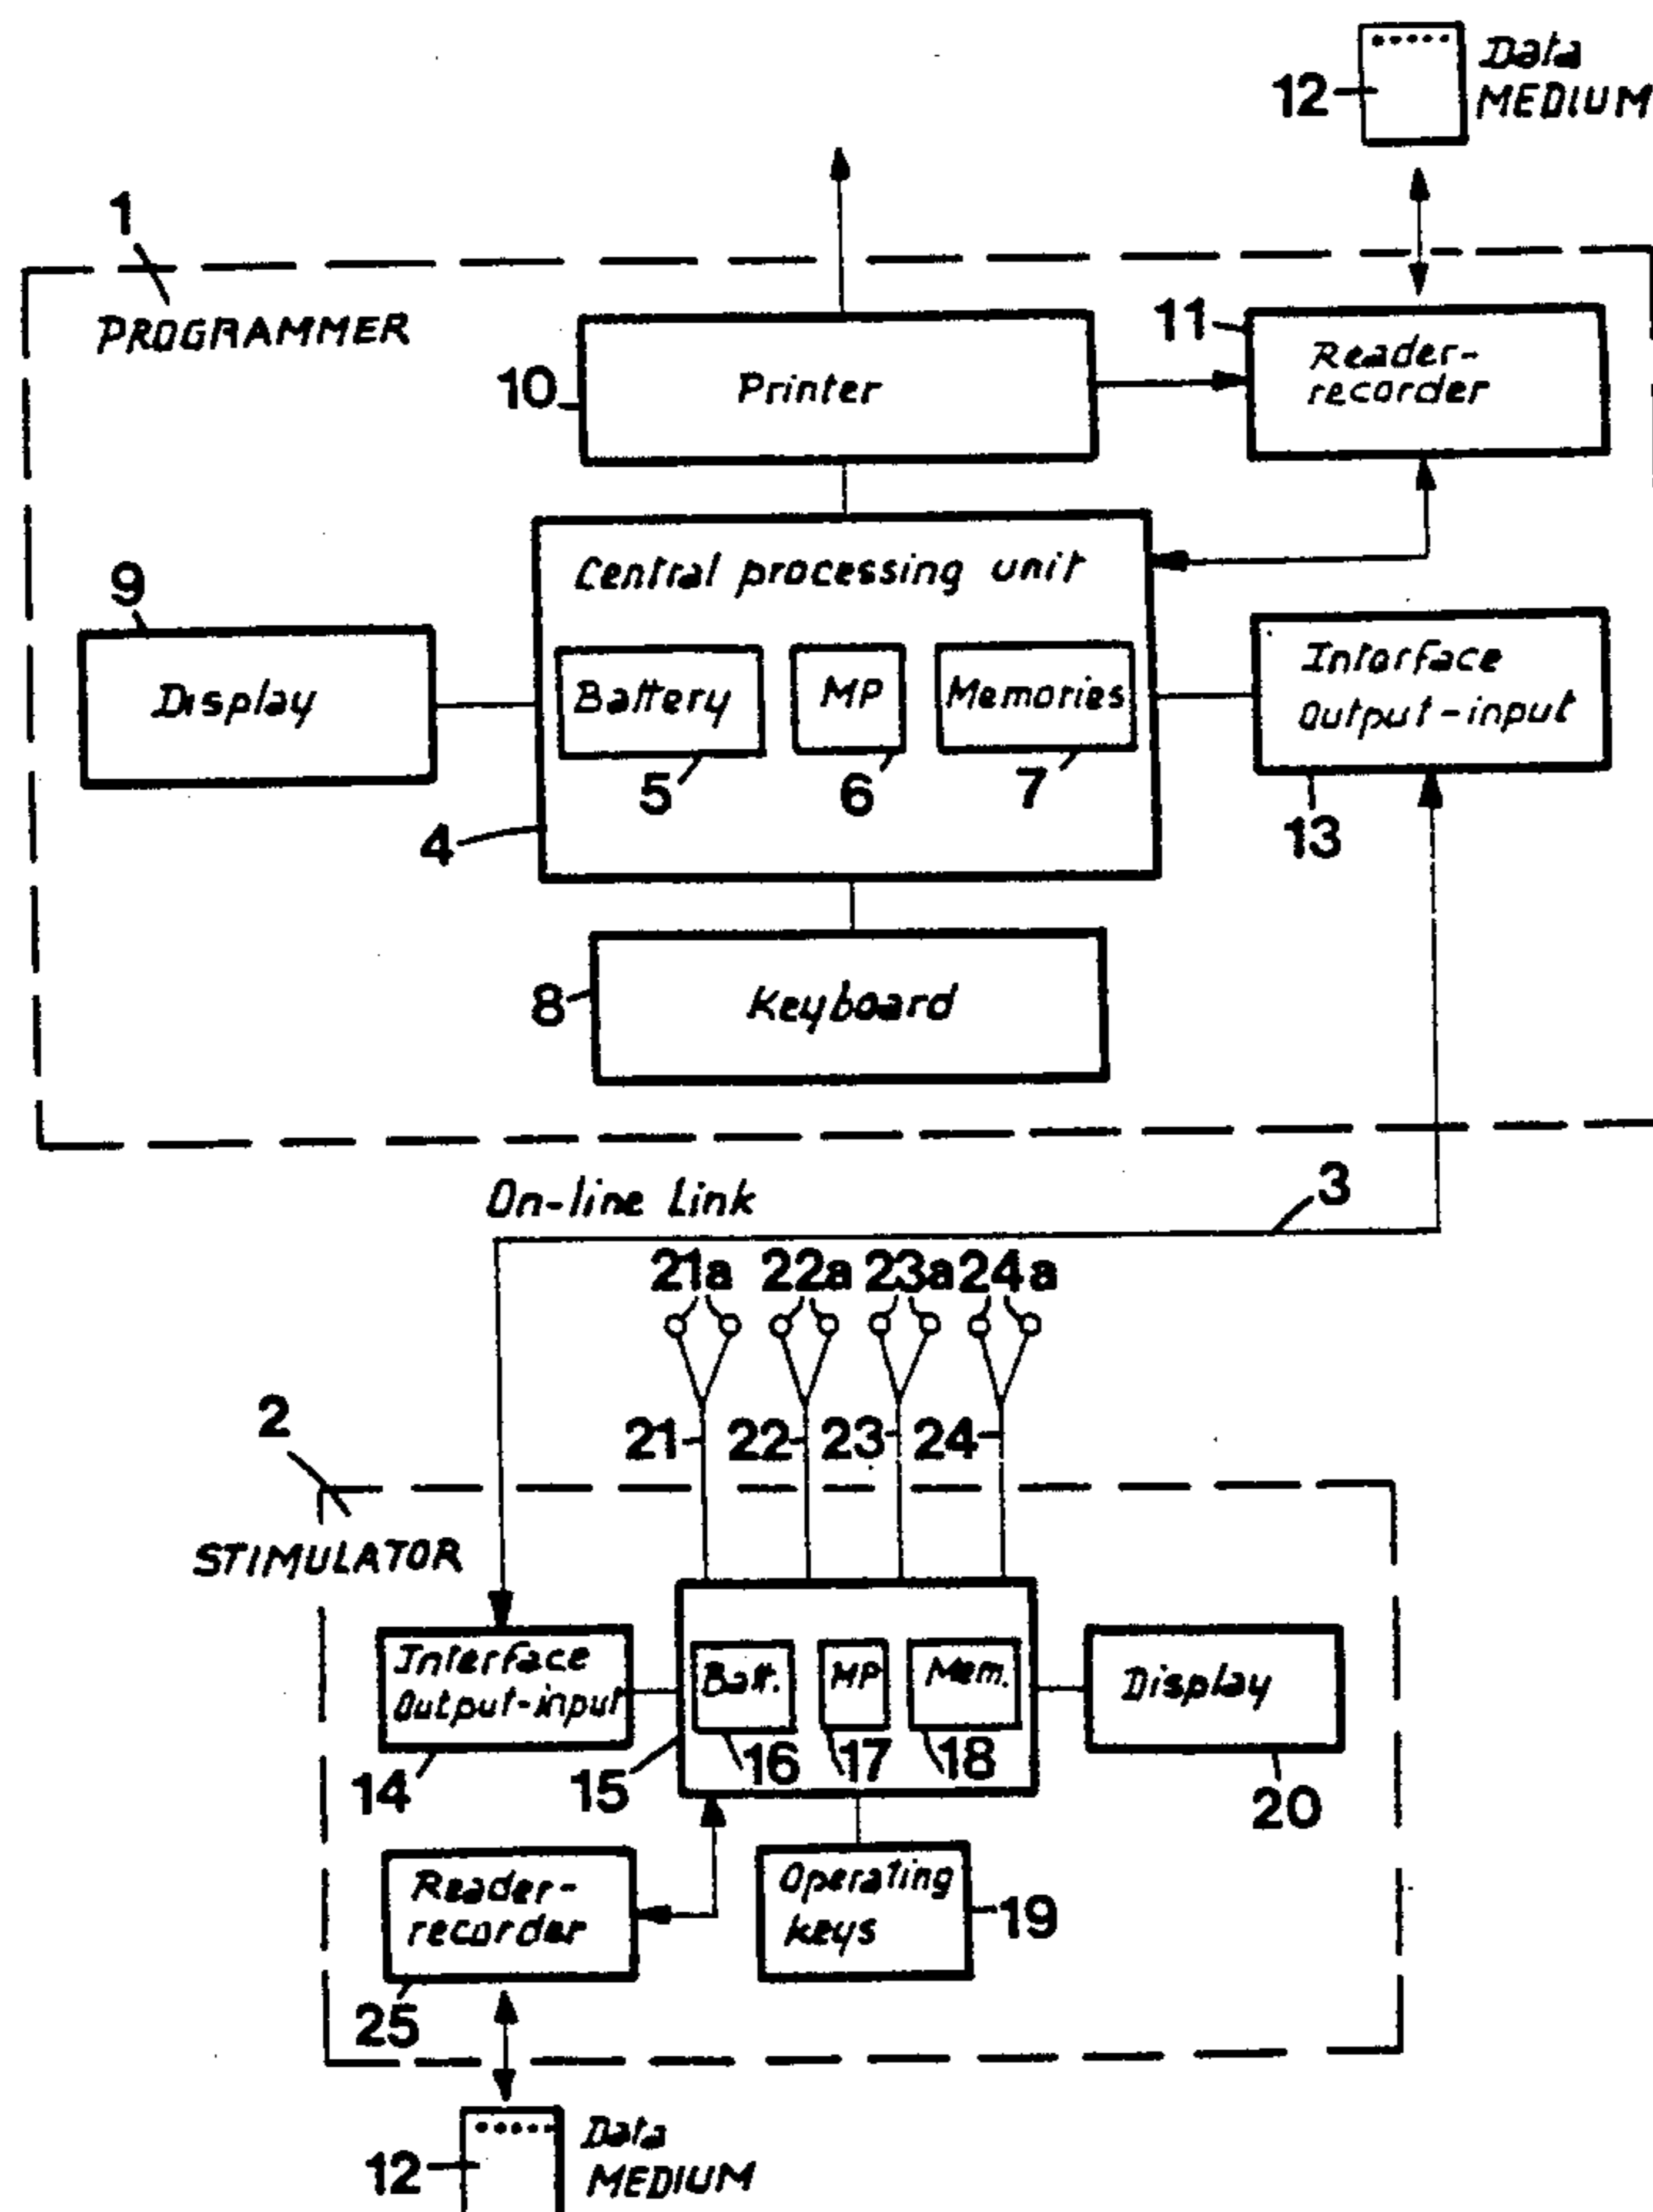 Data
12 MEDIUM
1
PROGRAMMER
11
10 Printer
Reader-
recorder
9
Central processing unit
Display
Battery MP Memories
Interface
Output-input
5 6 7
4
13
8 Keyboard
On-line Link
3
21a 22a 23a 24a
2
21 22 23 24
STIMULATOR
Interface
Output-input
Batt. MP Mem.
Display
14 15 16 17 18
20
Reader-
recorder
Operating
keys
19
25
Data
12 MEDIUM